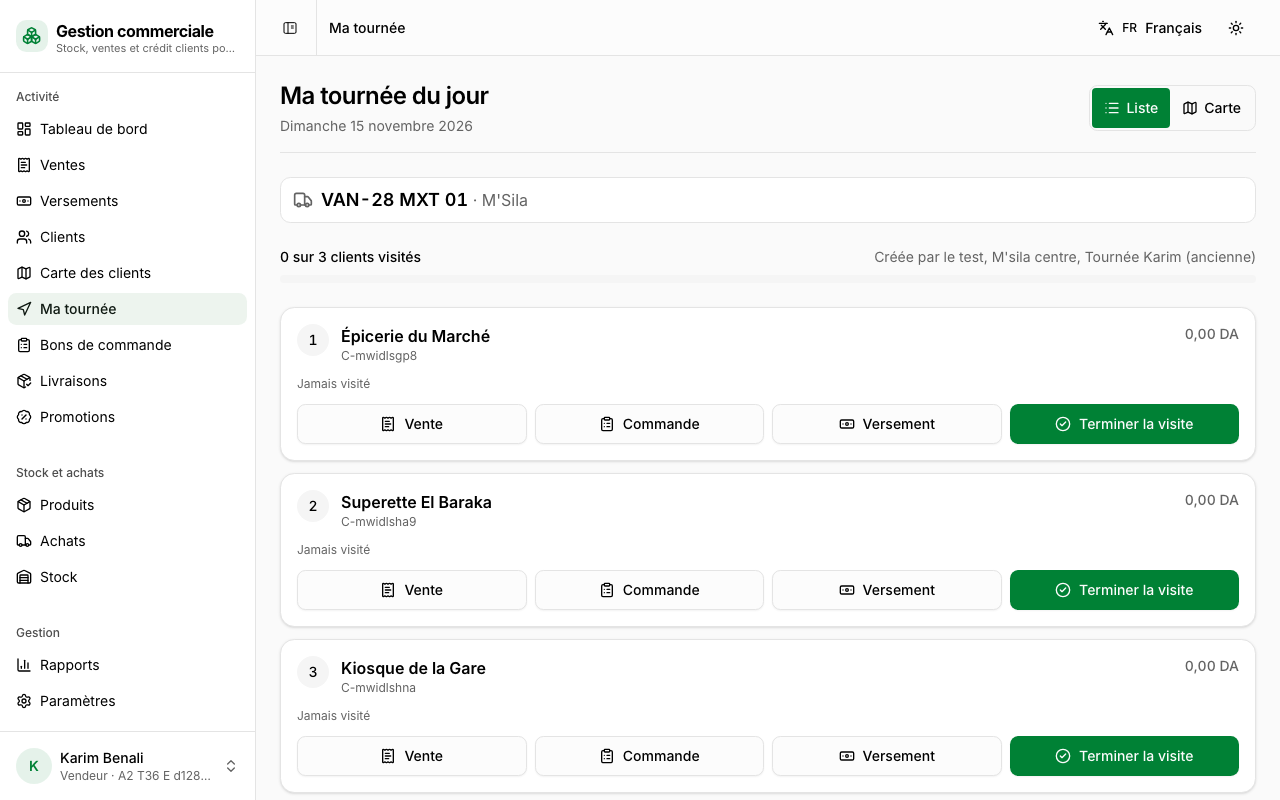 Gestion commerciale
Stock, ventes et crédit clients po...
Activité
Tableau de bord
Ventes
Versements
Clients
Carte des clients
Ma tournée
Bons de commande
Livraisons
Promotions
Stock et achats
Produits
Achats
Stock
Gestion
Rapports
Paramètres
K
Karim Benali
Vendeur · A2 T36 E d128...
Ma tournée
FR Français
Ma tournée du jour
Dimanche 15 novembre 2026
Liste
Carte
VAN-28 MXT 01 · M'Sila
0 sur 3 clients visités
Créée par le test, M'sila centre, Tournée Karim (ancienne)
1
Épicerie du Marché
0,00 DA
C-mwidlsgp8
Jamais visité
Vente
Commande
Versement
Terminer la visite
2
Superette El Baraka
0,00 DA
C-mwidlsha9
Jamais visité
Vente
Commande
Versement
Terminer la visite
3
Kiosque de la Gare
0,00 DA
C-mwidlshna
Jamais visité
Vente
Commande
Versement
Terminer la visite